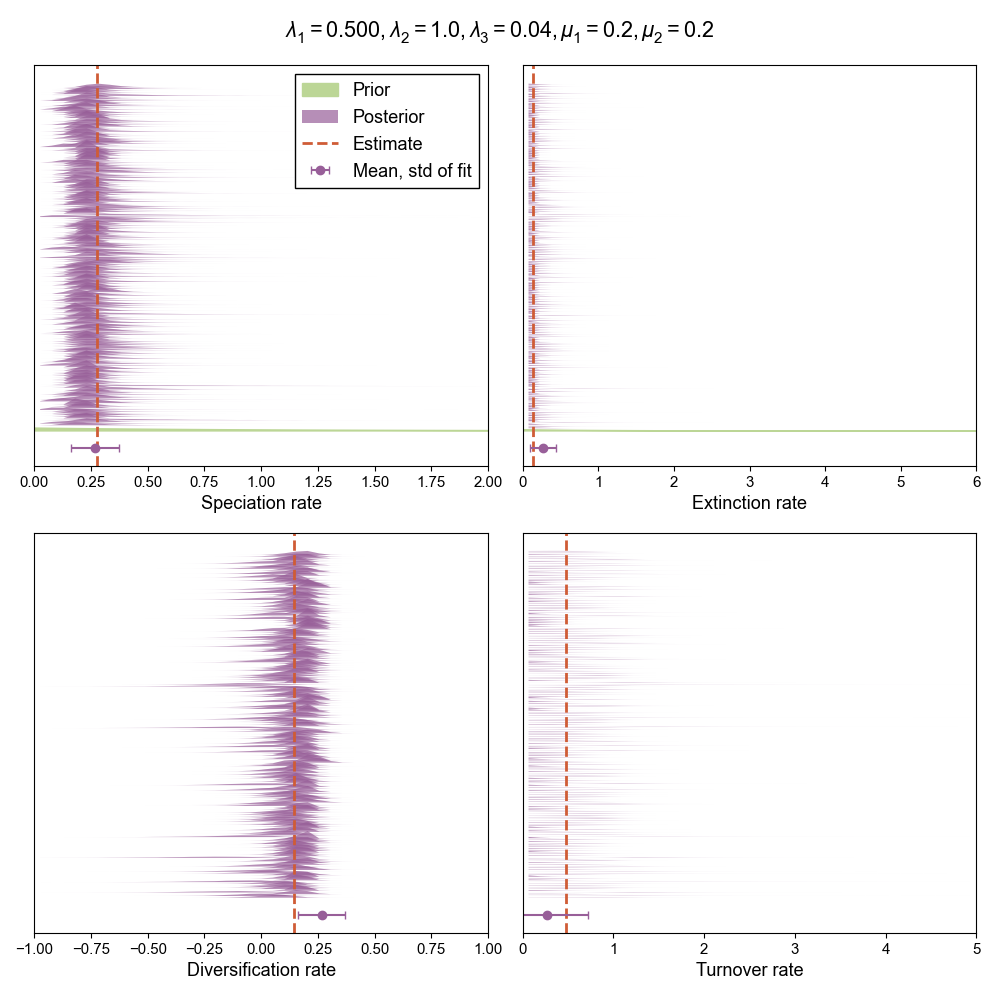 λ₁ = 0.500, λ₂ = 1.0, λ₃ = 0.04, μ₁ = 0.2, μ₂ = 0.2
Prior
Posterior
Estimate
Mean, std of fit
0.00 0.25 0.50 0.75 1.00 1.25 1.50 1.75 2.00
Speciation rate
0 1 2 3 4 5 6
Extinction rate
−1.00 −0.75 −0.50 −0.25 0.00 0.25 0.50 0.75 1.00
Diversification rate
0 1 2 3 4 5
Turnover rate